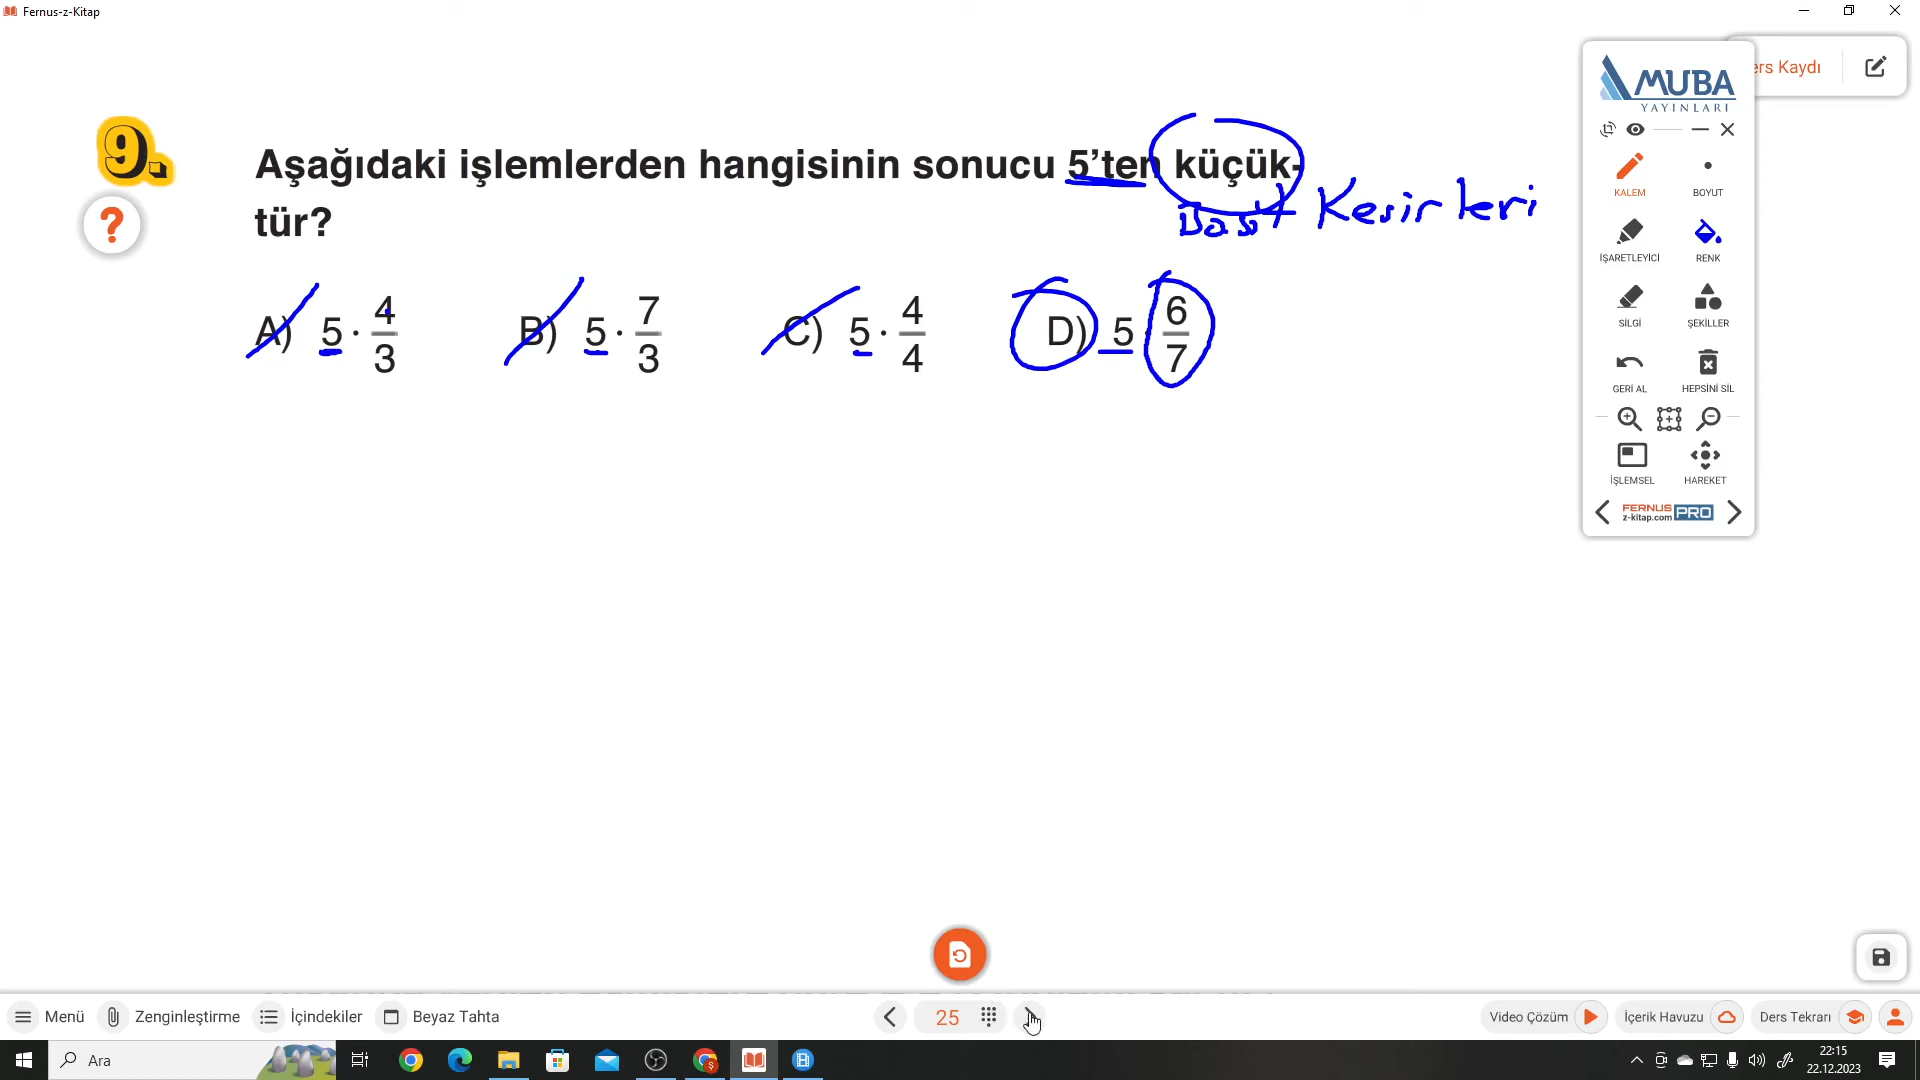 Fernus-z-Kitap
Ders Kaydı
MUBA
YAYINLARI
9.
Aşağıdaki işlemlerden hangisinin sonucu 5'ten küçük-
tür?
Basit Kesirleri
?
A) 5 · 4/3
B) 5 · 7/3
C) 5 · 4/4
D) 5 · 6/7
KALEM
BOYUT
İŞARETLEYİCİ
RENK
SİLGİ
ŞEKİLLER
GERİ AL
HEPSİNİ SİL
İŞLEMSEL
HAREKET
FERNUS
z-kitap.com PRO
Menü
Zenginleştirme
İçindekiler
Beyaz Tahta
25
Video Çözüm
İçerik Havuzu
Ders Tekrarı
Ara
22:15
22.12.2023